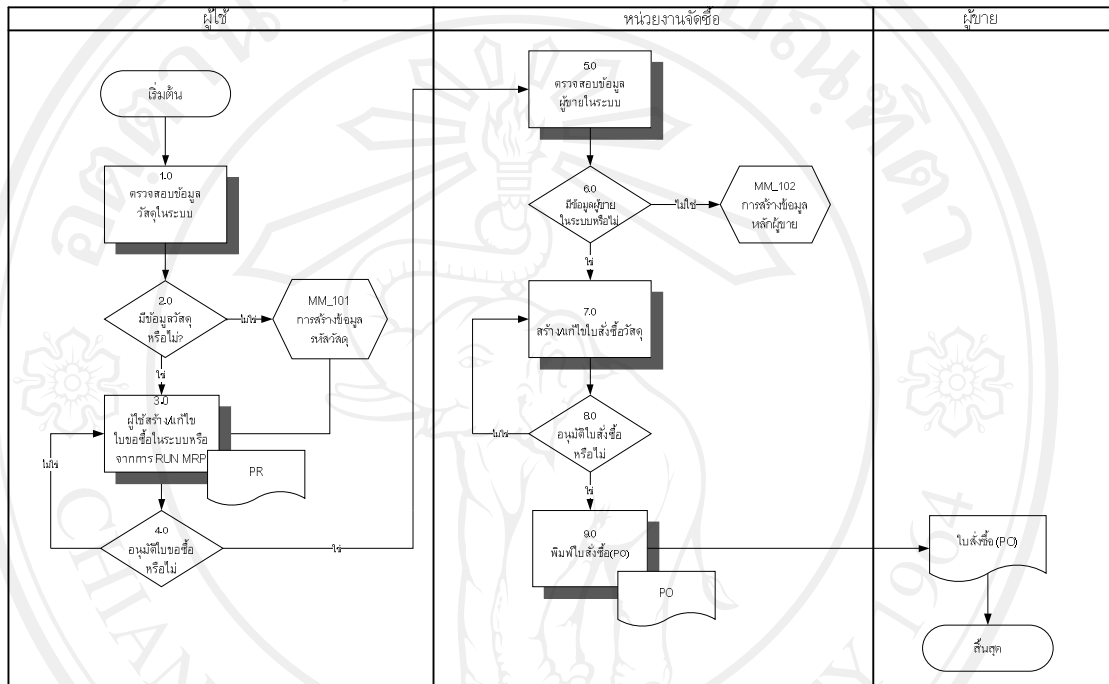 ผู้ใช้
หน่วยงานจัดซื้อ
ผู้ขาย
เริ่มต้น
1.0
ตรวจสอบข้อมูล
วัสดุในระบบ
2.0
มีข้อมูลวัสดุ
หรือไม่?
ไม่ใช่
MM_101
การสร้างข้อมูล
รหัสวัสดุ
ใช่
3.0
ผู้ใช้สร้าง/แก้ไข
ใบขอซื้อในระบบหรือ
จากการ RUN MRP
PR
ไม่ใช่
4.0
อนุมัติใบขอซื้อ
หรือไม่
ใช่
5.0
ตรวจสอบข้อมูล
ผู้ขายในระบบ
6.0
มีข้อมูลผู้ขาย
ในระบบหรือไม่
ไม่ใช่
MM_102
การสร้างข้อมูล
หลักผู้ขาย
ใช่
7.0
สร้าง/แก้ไขใบสั่งซื้อวัสดุ
ใช่
8.0
อนุมัติใบสั่งซื้อ
หรือไม่
ไม่ใช่
ใช่
9.0
พิมพ์ใบสั่งซื้อ(PO)
PO
ใบสั่งซื้อ(PO)
สิ้นสุด